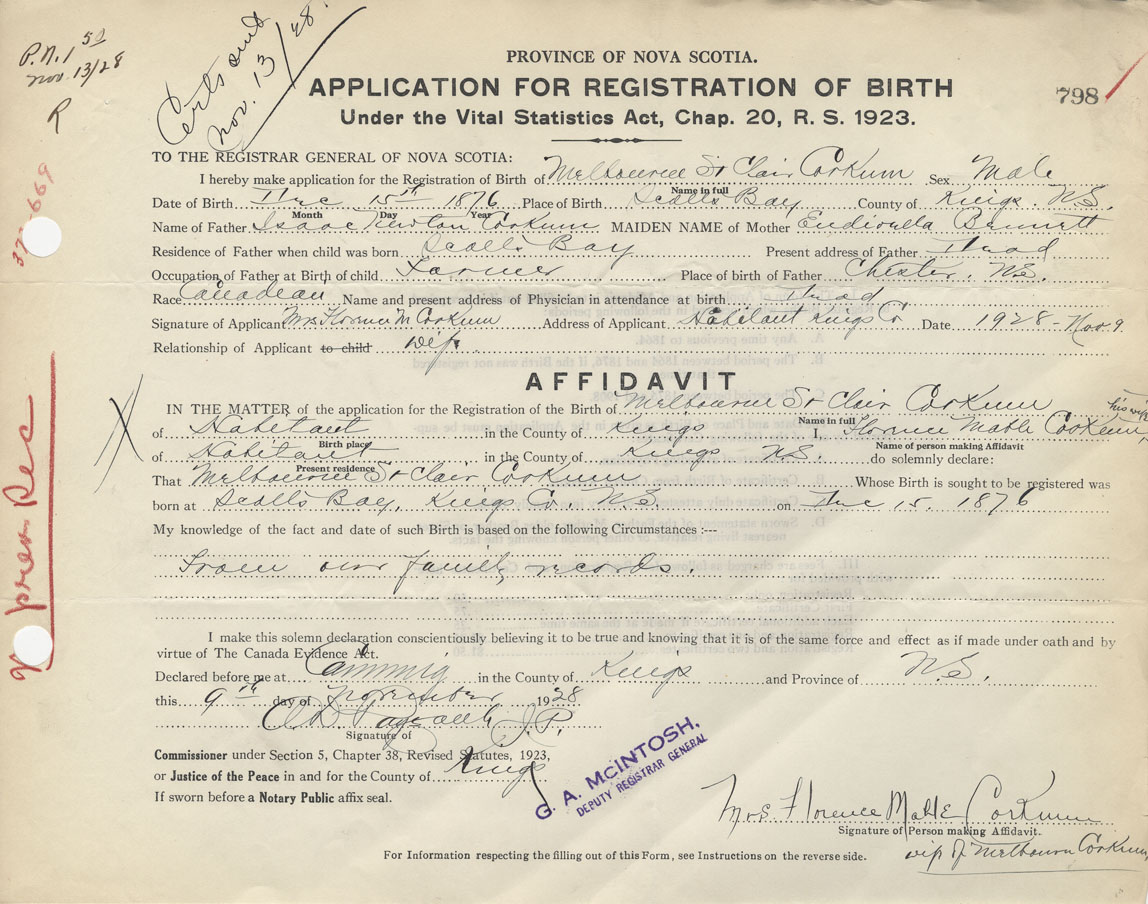 P.N. 1 50
Nov. 13/28
R
Certs sent
Nov. 13/28.
PROVINCE OF NOVA SCOTIA.
APPLICATION FOR REGISTRATION OF BIRTH
798
Under the Vital Statistics Act, Chap. 20, R. S. 1923.
TO THE REGISTRAR GENERAL OF NOVA SCOTIA:
I hereby make application for the Registration of Birth of Melbourne St Clair Corkum Sex Male
Name in full
Date of Birth Dec 15th 1876 Place of Birth Scotts Bay County of Kings. N.S.
Month Day Year
Name of Father Isaac Newton Corkum MAIDEN NAME of Mother Bennett
Residence of Father when child was born Scotts Bay Present address of Father Dead
Occupation of Father at Birth of child Farmer Place of birth of Father Chester. N.S.
Race Canadean Name and present address of Physician in attendance at birth Dead
Signature of Applicant Mrs Florence M Corkum Address of Applicant Habitant Kings Co Date 1928 - Nov. 9.
Relationship of Applicant to child wife
AFFIDAVIT
IN THE MATTER of the application for the Registration of the Birth of Melbourne St Clair Corkum
his wife
Name in full
of Habitant in the County of Kings I, Florence Mable Corkum
Birth place Name of person making Affidavit
of Habitant in the County of Kings N.S. do solemnly declare:
Present residence
That Melbourne St Clair Corkum Whose Birth is sought to be registered was
born at Scotts Bay, Kings Co. N.S. on Dec 15. 1876
My knowledge of the fact and date of such Birth is based on the following Circumstances :--
From our family records.
I make this solemn declaration conscientiously believing it to be true and knowing that it is of the same force and effect as if made under oath and by
virtue of The Canada Evidence Act.
Declared before me at Canning in the County of Kings and Province of N.S.
this 9th day of November 1928
J.P.
Signature of
Commissioner under Section 5, Chapter 38, Revised Statutes, 1923,
or Justice of the Peace in and for the County of Kings
If sworn before a Notary Public affix seal.
G. A. McINTOSH,
DEPUTY REGISTRAR GENERAL
Mrs Florence Mable Corkum
Signature of Person making Affidavit.
wife of Melbourn Corkum
For Information respecting the filling out of this Form, see Instructions on the reverse side.